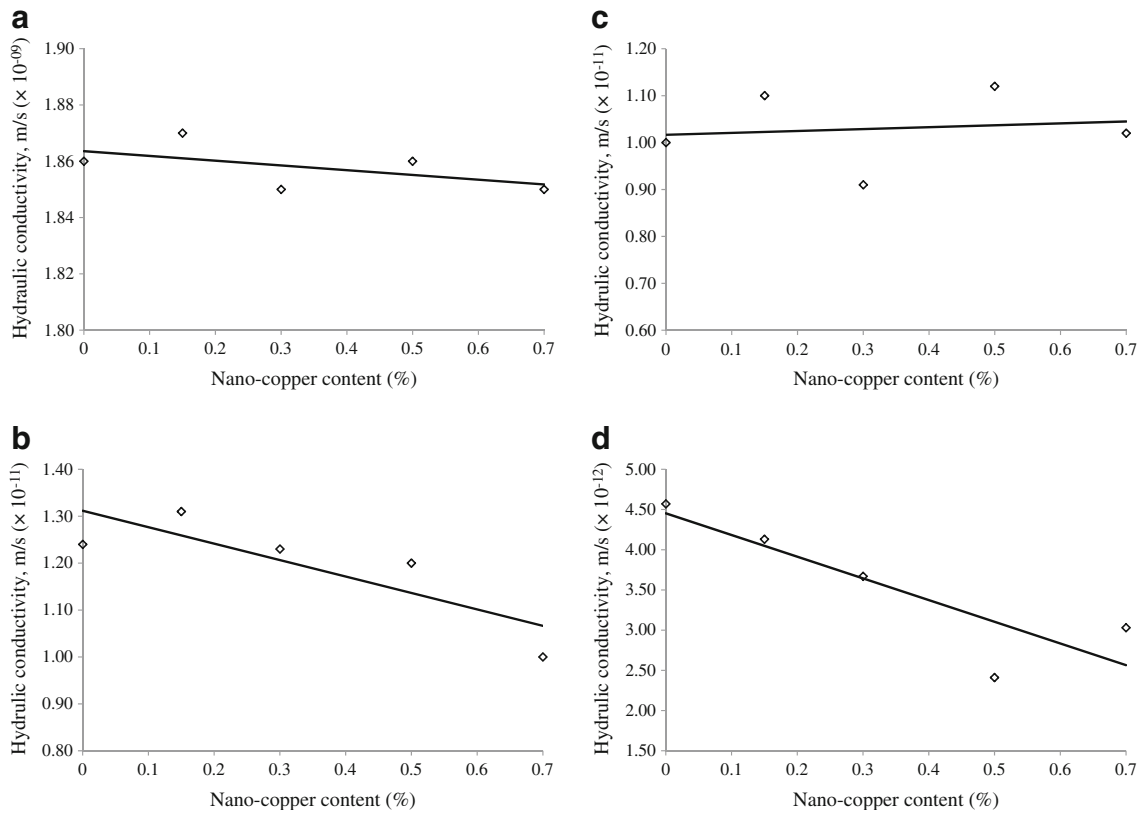 a
Hydraulic conductivity, m/s (× 10-09)
1.90
1.88
1.86
1.84
1.82
1.80
0 0.1 0.2 0.3 0.4 0.5 0.6 0.7
Nano-copper content (%)
c
Hydrulic conductivity, m/s (× 10-11)
1.20
1.10
1.00
0.90
0.80
0.70
0.60
0 0.1 0.2 0.3 0.4 0.5 0.6 0.7
Nano-copper content (%)
b
Hydrulic conductivity, m/s (× 10-11)
1.40
1.30
1.20
1.10
1.00
0.90
0.80
0 0.1 0.2 0.3 0.4 0.5 0.6 0.7
Nano-copper content (%)
d
Hydrulic conductivity, m/s (× 10-12)
5.00
4.50
4.00
3.50
3.00
2.50
2.00
1.50
0 0.1 0.2 0.3 0.4 0.5 0.6 0.7
Nano-copper content (%)